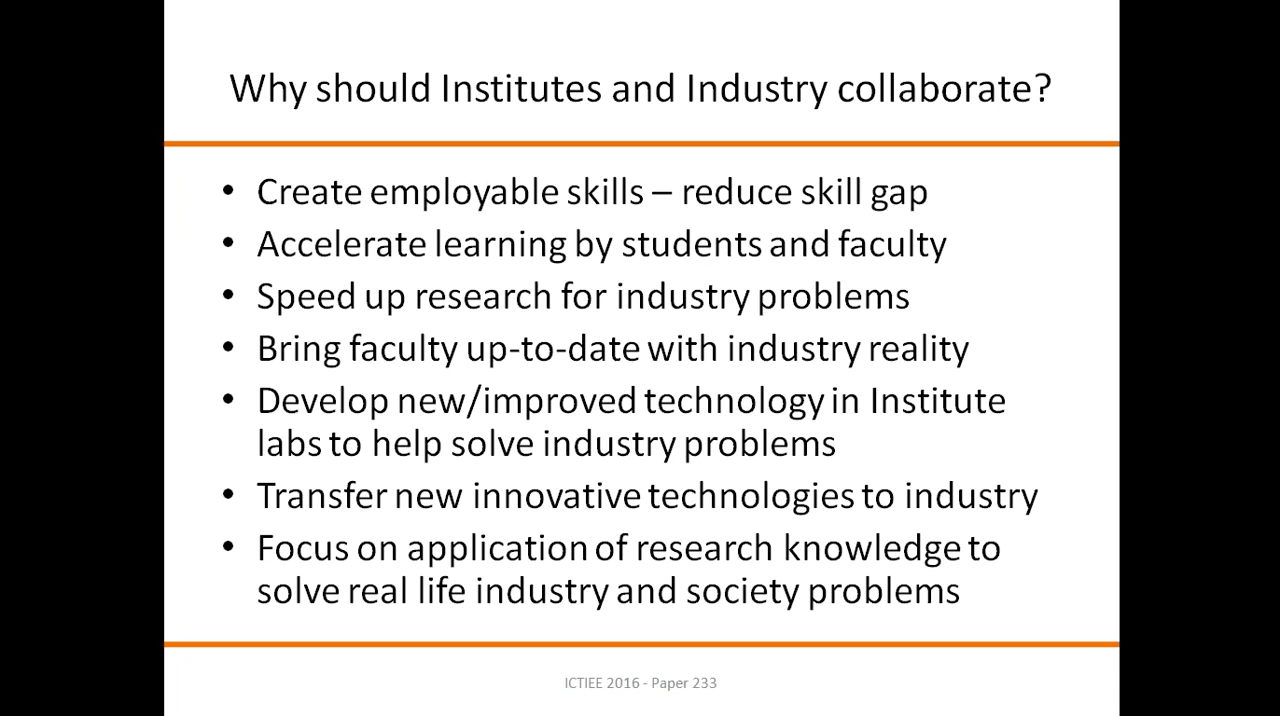 Why should Institutes and Industry collaborate?
• Create employable skills – reduce skill gap
• Accelerate learning by students and faculty
• Speed up research for industry problems
• Bring faculty up-to-date with industry reality
• Develop new/improved technology in Institute
labs to help solve industry problems
• Transfer new innovative technologies to industry
• Focus on application of research knowledge to
solve real life industry and society problems
ICTIEE 2016 - Paper 233